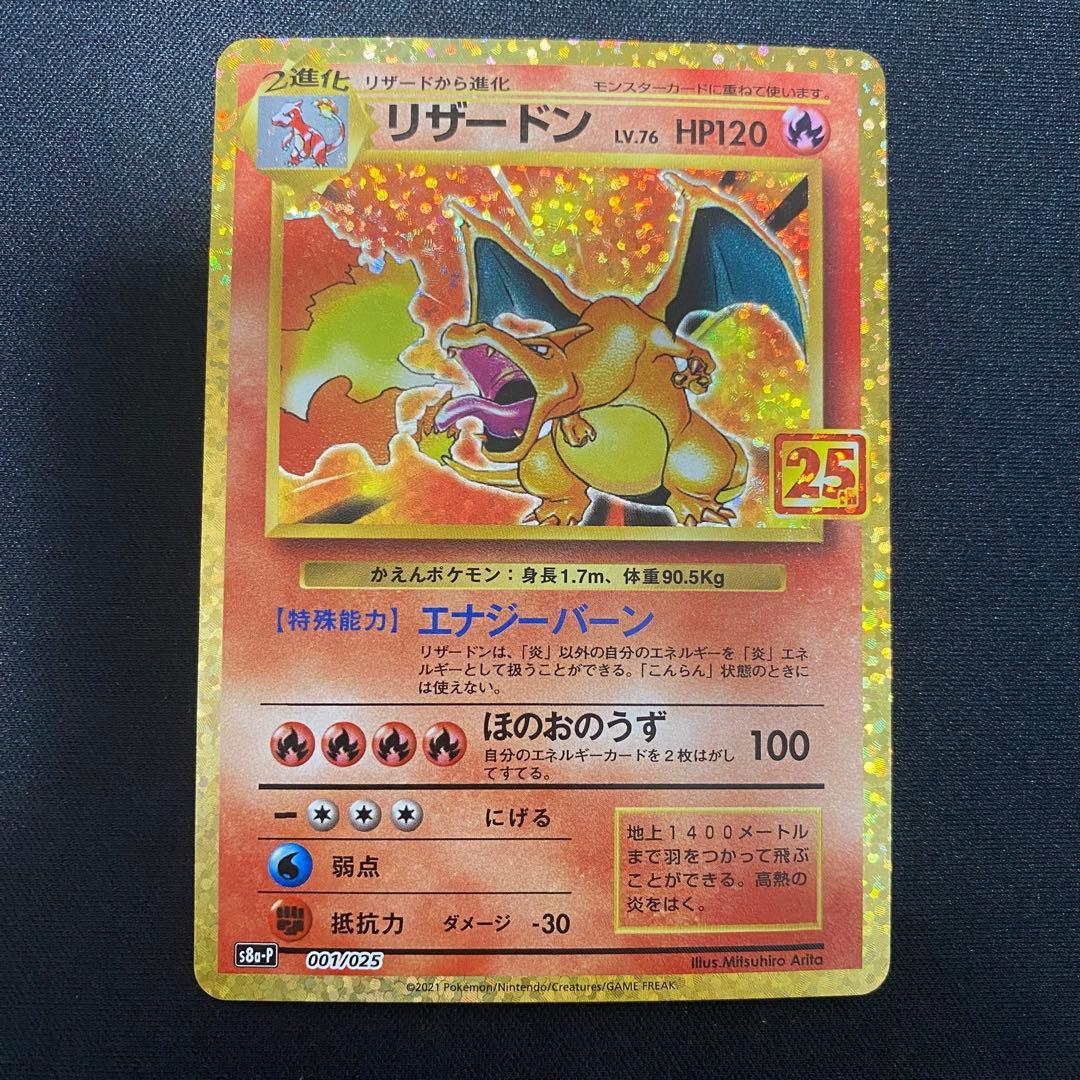 2進化 リザードから進化 モンスターカードに重ねて使います。
リザードン LV.76 HP120
25th
かえんポケモン：身長1.7m、体重90.5Kg
【特殊能力】エナジーバーン
リザードンは、「炎」以外の自分のエネルギーを「炎」エネ
ルギーとして扱うことができる。「こんらん」状態のときに
は使えない。
ほのおのうず 100
自分のエネルギーカードを２枚はがし
てすてる。
にげる
弱点
抵抗力 ダメージ -30
地上１４００メートル
まで羽をつかって飛ぶ
ことができる。高熱の
炎をはく。
s8a-P 001/025 Illus.Mitsuhiro Arita
©2021 Pokémon/Nintendo/Creatures/GAME FREAK.